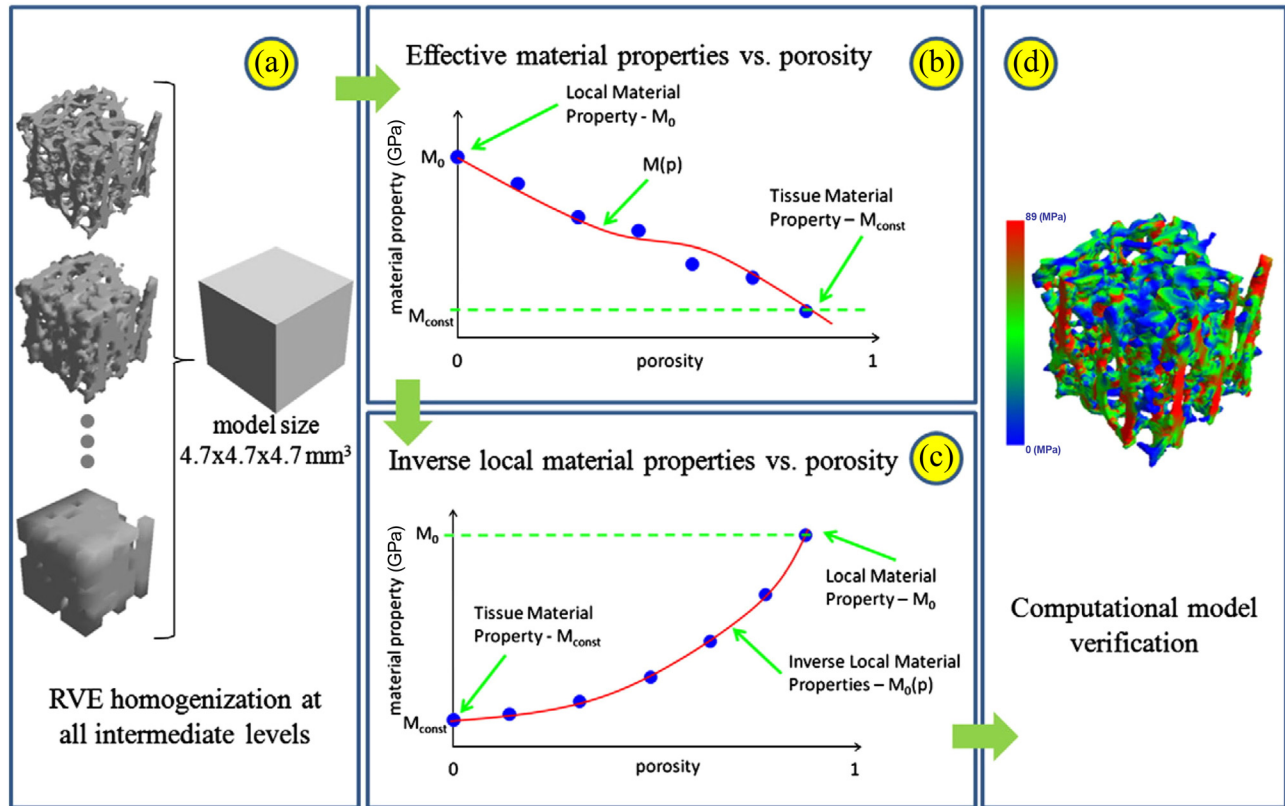 (a)
model size
4.7x4.7x4.7 mm³
RVE homogenization at
all intermediate levels
Effective material properties vs. porosity
(b)
Local Material
Property - M₀
M₀
M(p)
Tissue Material
Property – Mconst
material property (GPa)
Mconst
0
porosity
1
Inverse local material properties vs. porosity
(c)
M₀
material property (GPa)
Local Material
Property – M₀
Tissue Material
Property - Mconst
Inverse Local Material
Properties – M₀(p)
Mconst
0
porosity
1
(d)
89 (MPa)
0 (MPa)
Computational model
verification